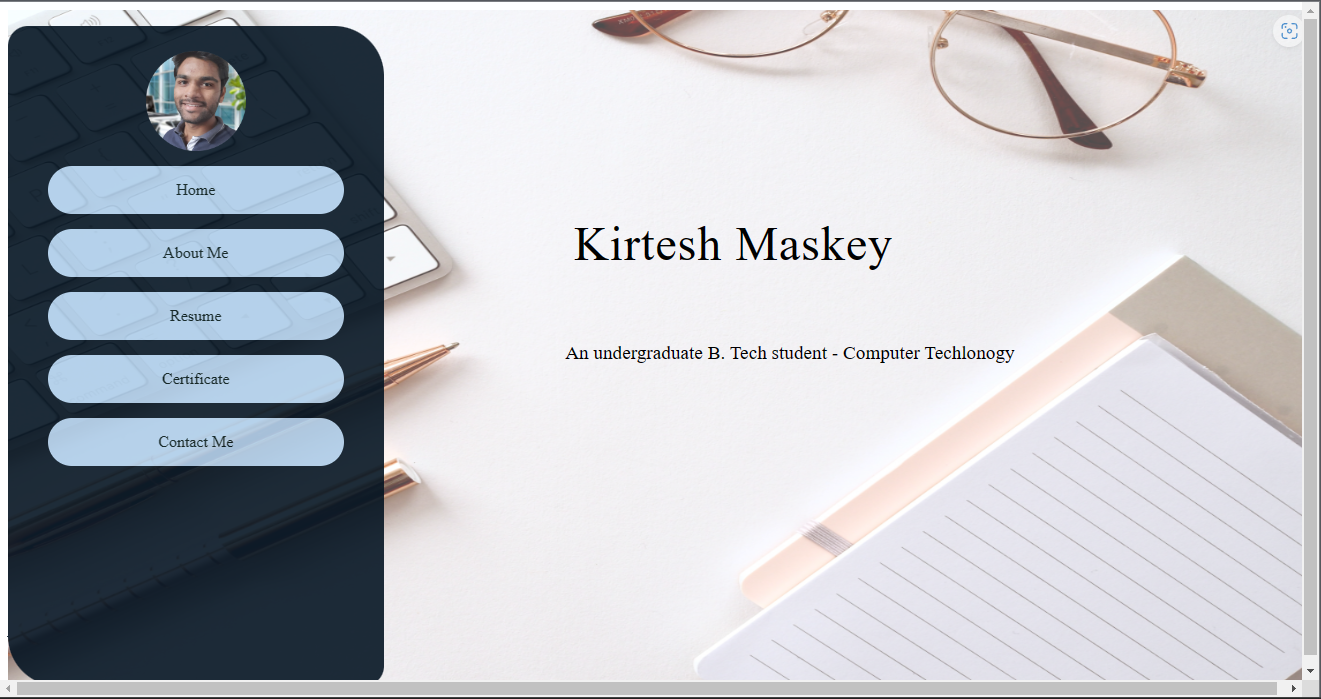 Home
About Me
Resume
Certificate
Contact Me
Kirtesh Maskey
An undergraduate B. Tech student - Computer Techlonogy